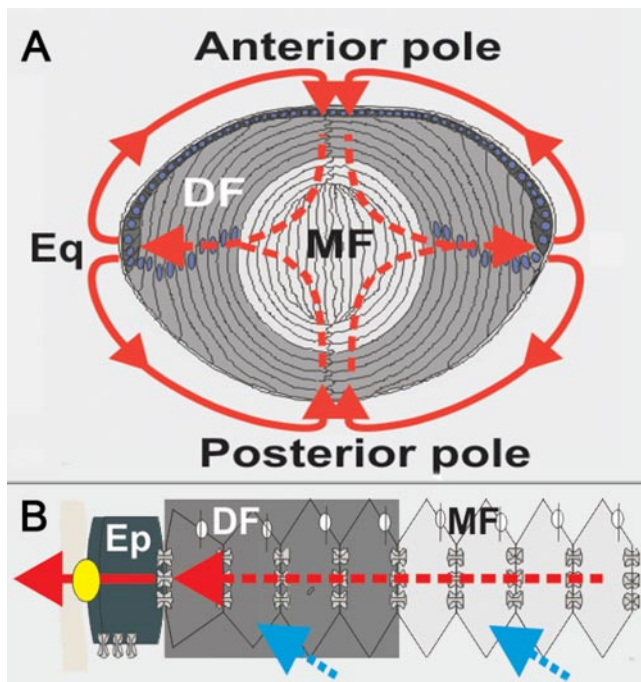 A
Anterior pole
DF
Eq
MF
Posterior pole
B
Ep
DF
MF